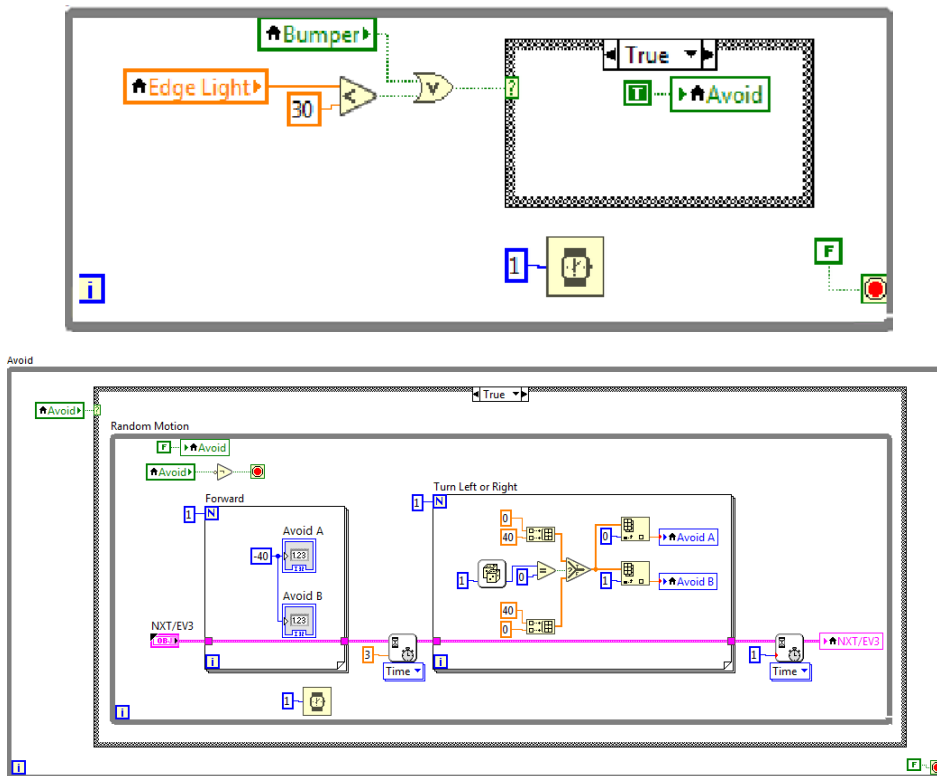 Bumper
True
Edge Light
T Avoid
30
1
F
i
Avoid
True
Avoid
?
Random Motion
F Avoid
Avoid
Forward
Turn Left or Right
1 N
1 N
Avoid A
0
40
0
Avoid A
-40
1
0
1
Avoid B
Avoid B
40
0
NXT/EV3
NXT/EV3
i
3
i
1
Time
Time
1
i
i
F